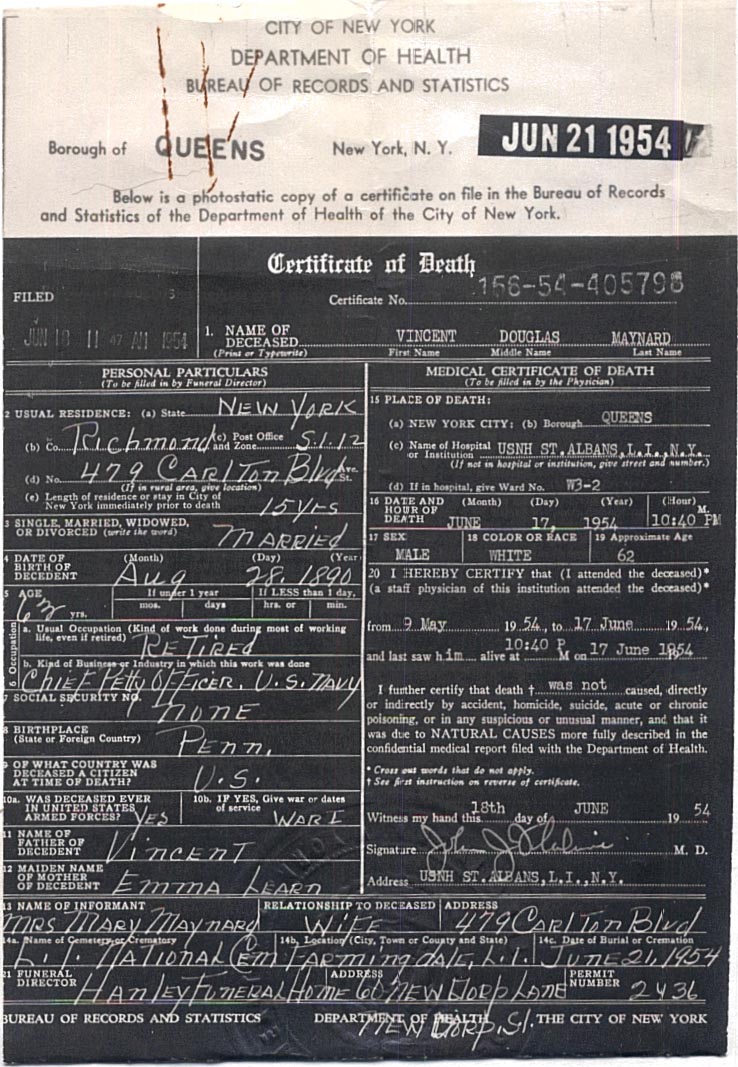 CITY OF NEW YORK
DEPARTMENT OF HEALTH
BUREAU OF RECORDS AND STATISTICS
Borough of QUEENS New York, N. Y. JUN 21 1954
Below is a photostatic copy of a certificate on file in the Bureau of Records
and Statistics of the Department of Health of the City of New York.
Certificate of Death
FILED
Certificate No. 156-54-405798
JUN 18 11 47 AM 1954
1. NAME OF DECEASED (Print or Typewrite) VINCENT DOUGLAS MAYNARD
First Name Middle Name Last Name
PERSONAL PARTICULARS
(To be filled in by Funeral Director)
2 USUAL RESIDENCE: (a) State NEW YORK
(b) Co. Richmond (c) Post Office and Zone S.I. 12
(d) No. 479 CARLTON Blvd Ave. St.
(If in rural area, give location)
(e) Length of residence or stay in City of
New York immediately prior to death 15 YRS
3 SINGLE, MARRIED, WIDOWED,
OR DIVORCED (write the word) MARRIED
4 DATE OF BIRTH OF DECEDENT (Month) (Day) (Year)
Aug 28. 1890
5 AGE If under 1 year If LESS than 1 day,
63 yrs. mos. days hrs. or min.
6 Occupation
a. Usual Occupation (Kind of work done during most of working
life, even if retired) RETIRED
b. Kind of Business or Industry in which this work was done
Chief Petty Officer, U.S. Navy
7 SOCIAL SECURITY NO. NONE
8 BIRTHPLACE
(State or Foreign Country) PENN.
9 OF WHAT COUNTRY WAS
DECEASED A CITIZEN
AT TIME OF DEATH? U.S.
10a. WAS DECEASED EVER
IN UNITED STATES
ARMED FORCES? YES
10b. IF YES, Give war or dates
of service WAR I
11 NAME OF
FATHER OF
DECEDENT VINCENT
12 MAIDEN NAME
OF MOTHER
OF DECEDENT EMMA LEARN
MEDICAL CERTIFICATE OF DEATH
(To be filled in by the Physician)
15 PLACE OF DEATH:
(a) NEW YORK CITY: (b) Borough QUEENS
(c) Name of Hospital
or Institution USNH ST.ALBANS,L.I.,N.Y.
(If not in hospital or institution, give street and number.)
(d) If in hospital, give Ward No. W3-2
16 DATE AND HOUR OF DEATH (Month) (Day) (Year) (Hour)
JUNE 17, 1954 10:40 PM
17 SEX 18 COLOR OR RACE 19 Approximate Age
MALE WHITE 62
20 I HEREBY CERTIFY that (I attended the deceased)*
(a staff physician of this institution attended the deceased)*
from 9 May 1954, to 17 June 1954,
and last saw him alive at 10:40 P M on 17 June 1954
I further certify that death † was not caused, directly
or indirectly by accident, homicide, suicide, acute or chronic
poisoning, or in any suspicious or unusual manner, and that it
was due to NATURAL CAUSES more fully described in the
confidential medical report filed with the Department of Health.
* Cross out words that do not apply.
† See first instruction on reverse of certificate.
Witness my hand this 18th day of JUNE 1954
Signature John J. M. D.
Address USNH ST.ALBANS,L.I.,N.Y.
13 NAME OF INFORMANT RELATIONSHIP TO DECEASED ADDRESS
MRS MARY MAYNARD WIFE 479 CARLTON Blvd
14a. Name of Cemetery or Crematory 14b. Location (City, Town or County and State) 14c. Date of Burial or Cremation
L.I. NATIONAL CEM FARMINGDALE, L.I. JUNE 21, 1954
21 FUNERAL DIRECTOR ADDRESS PERMIT NUMBER
Hanley Funeral Home 60 New Dorp Lane 2436
New Dorp, S.I.
BUREAU OF RECORDS AND STATISTICS DEPARTMENT OF HEALTH THE CITY OF NEW YORK